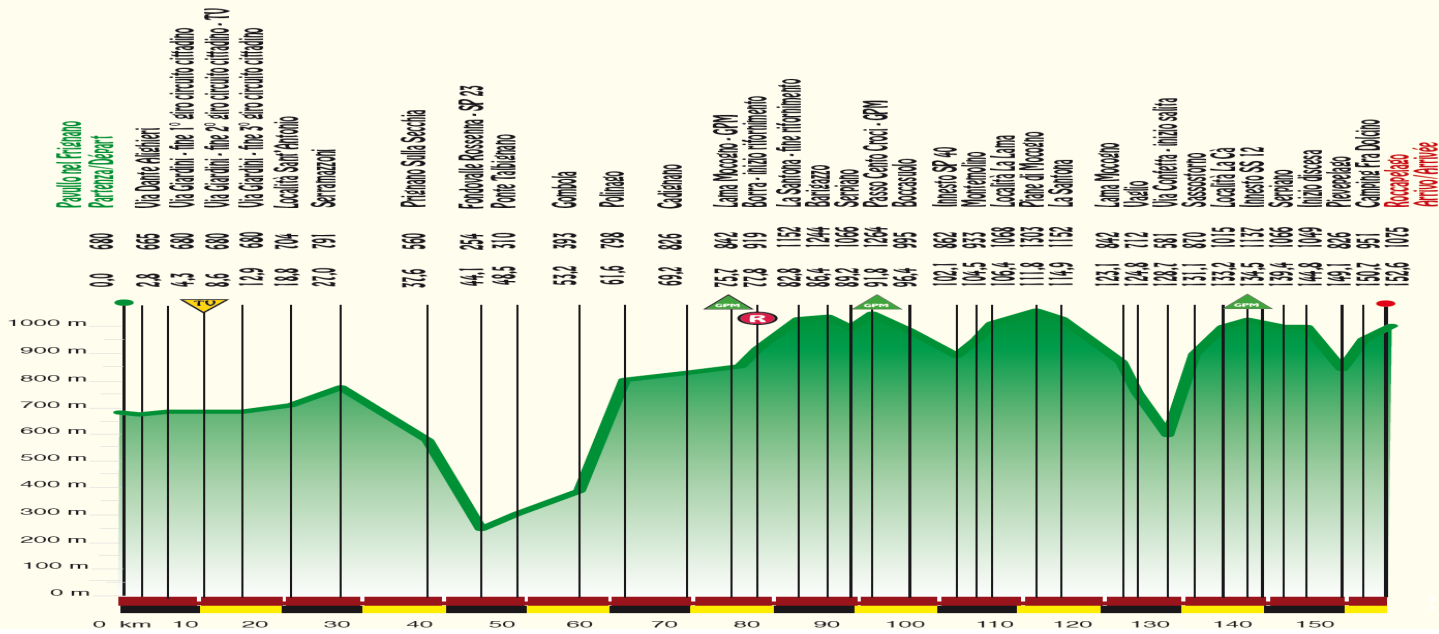 Pavullo nel Frignano
0.0 680 Partenza/Départ
2.8 665 Via Dante Alighieri
4.3 680 Via Giardini - fine 1° giro circuito cittadino
8.6 680 Via Giardini - fine 2° giro circuito cittadino - TV
12.9 680 Via Giardini - fine 3° giro circuito cittadino
18.8 704 Località Sant'Antonio
27.0 791 Serramazzoni
37.6 560 Prignano Sulla Secchia
44.1 254 Fondovalle Rossenna - SP 23
48.5 310 Ponte Talbignano
53.2 393 Gombola
61.6 798 Polinago
69.2 826 Cadignano
75.7 842 Lama Mocogno - GPM
77.8 919 Borra - inizio rifornimento
82.8 1152 La Santona - fine rifornimento
86.4 1244 Barigazzo
89.2 1066 Serpiano
91.8 1264 Passo Cento Croci - GPM
96.4 995 Boccasuolo
102.1 862 Innesto SP 40
104.5 933 Montemolino
106.4 1068 Località La Lama
111.8 1303 Piane di Mocogno
114.9 1152 La Santona
123.1 842 Lama Mocogno
124.8 712 Vaglio
128.7 581 Via Confetta - inizio salita
131.1 870 Sassostorno
133.2 1015 Località La Cà
134.5 1137 Innesto SS 12
139.4 1066 Serpiano
144.8 1049 Inizio discesa
149.1 826 Pievepelago
150.7 951 Camping Fra Dolcino
152.6 1075 Roccapelago
Arrivo/Arrivée
TV
GPM
GPM
GPM
R
1000 m
900 m
800 m
700 m
600 m
500 m
400 m
300 m
200 m
100 m
0 m
0 km 10 20 30 40 50 60 70 80 90 100 110 120 130 140 150